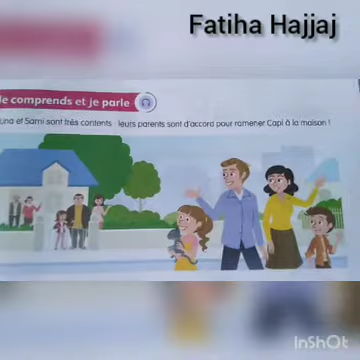 Fatiha Hajjaj
Je comprends et je parle
Lina et Sami sont très contents : leurs parents sont d'accord pour ramener Capi à la maison !
InShOt